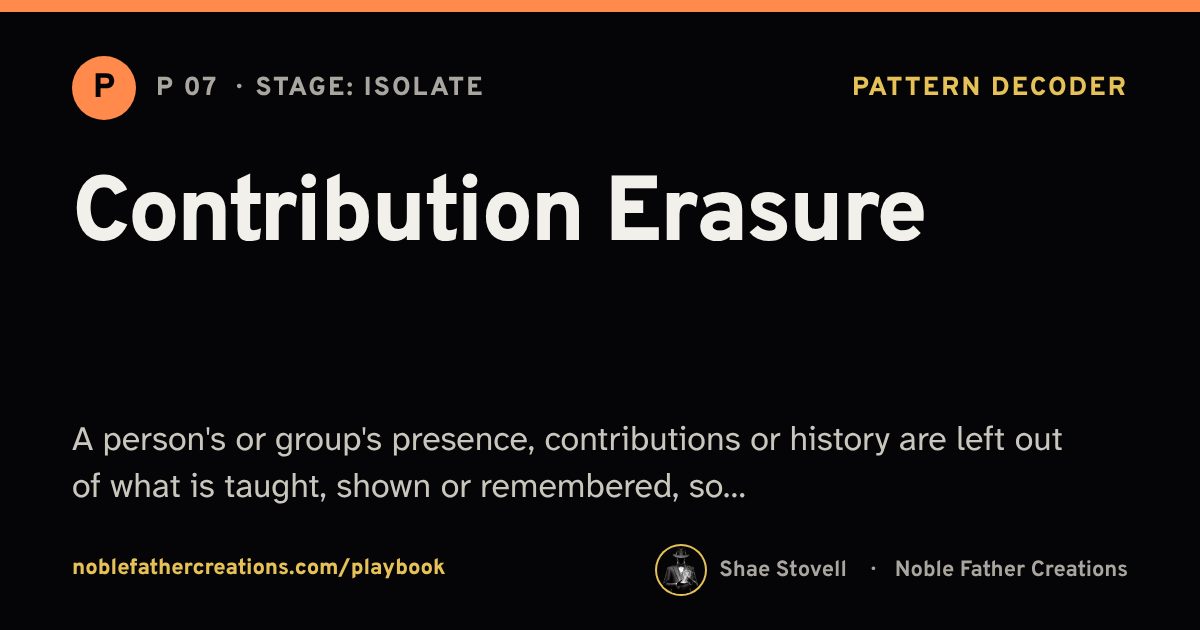 P
P 07 · STAGE: ISOLATE
PATTERN DECODER
Contribution Erasure
A person's or group's presence, contributions or history are left out
of what is taught, shown or remembered, so...
noblefathercreations.com/playbook
Shae Stovell · Noble Father Creations